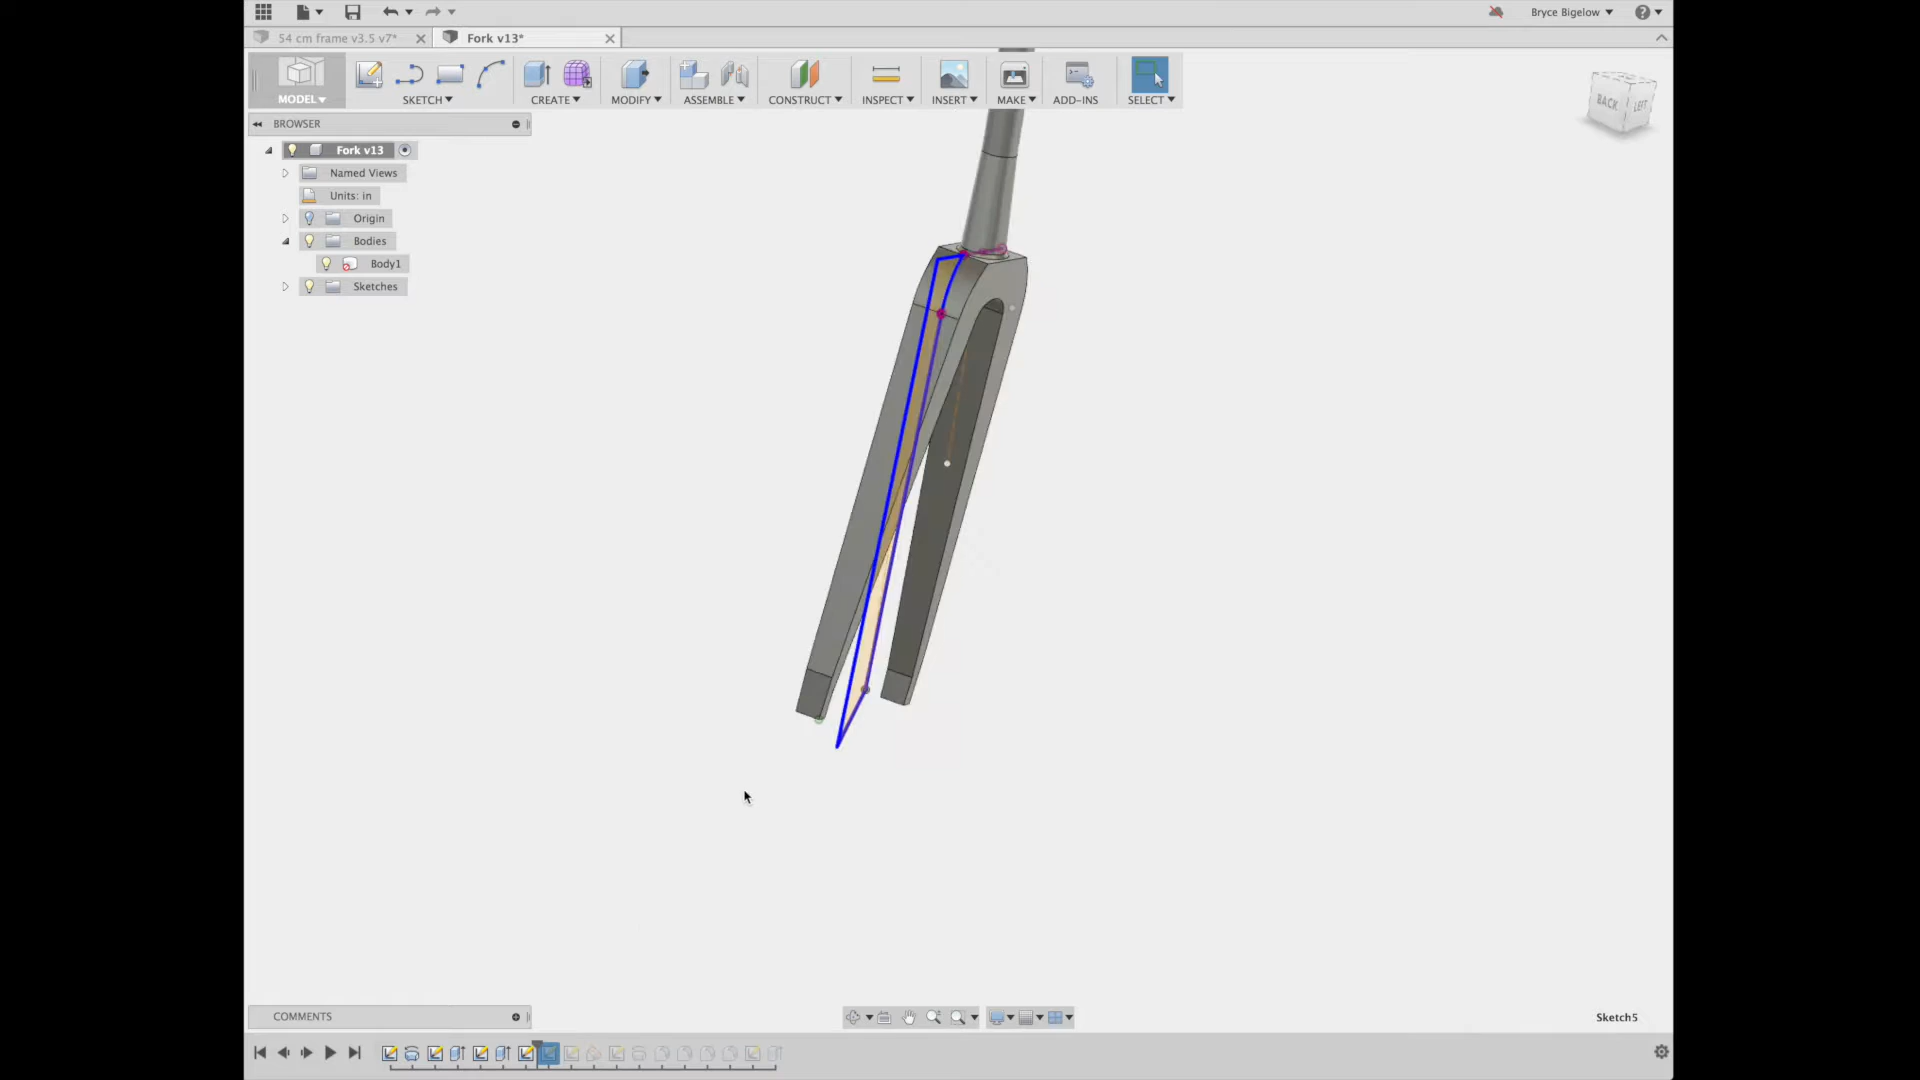 Bryce Bigelow
54 cm frame v3.5 v7*
Fork v13*
MODEL
SKETCH
CREATE
MODIFY
ASSEMBLE
CONSTRUCT
INSPECT
INSERT
MAKE
ADD-INS
SELECT
BACK
LEFT
BROWSER
Fork v13
Named Views
Units: in
Origin
Bodies
Body1
Sketches
COMMENTS
Sketch5